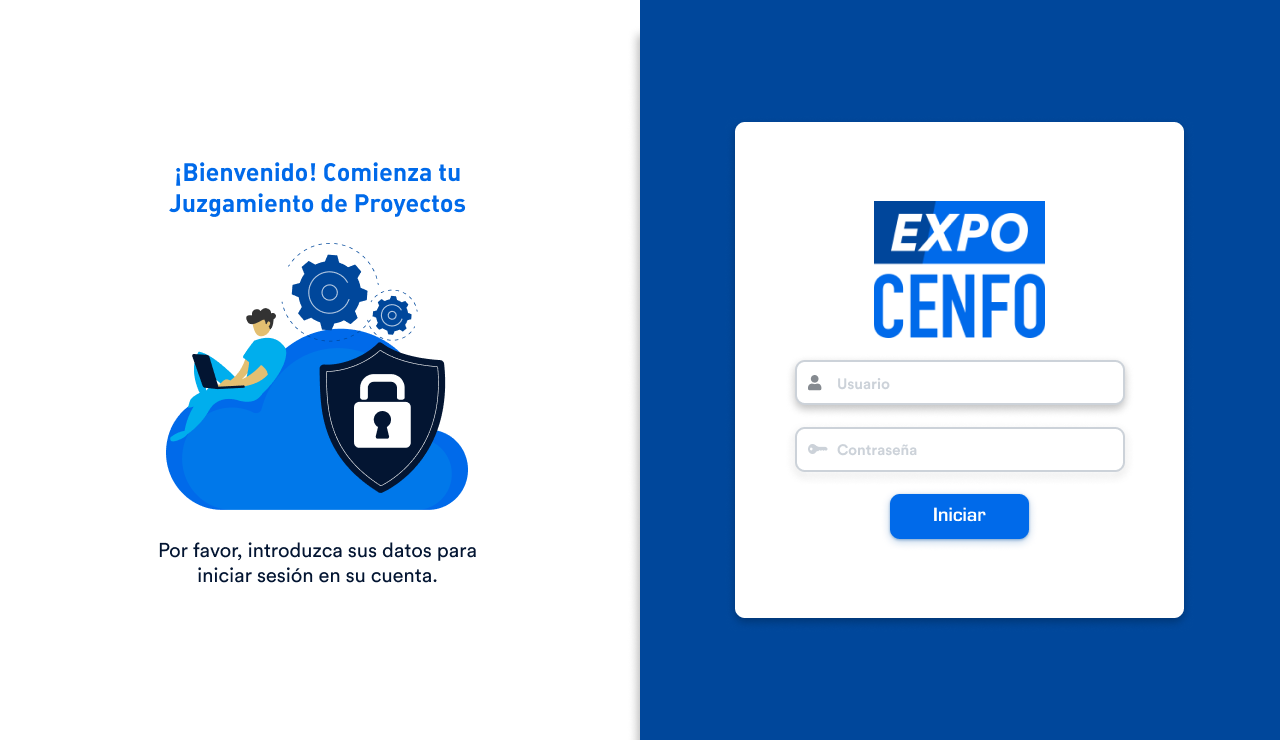 ¡Bienvenido! Comienza tu
Juzgamiento de Proyectos
Por favor, introduzca sus datos para
iniciar sesión en su cuenta.
EXPO
CENFO
Usuario
Contraseña
Iniciar